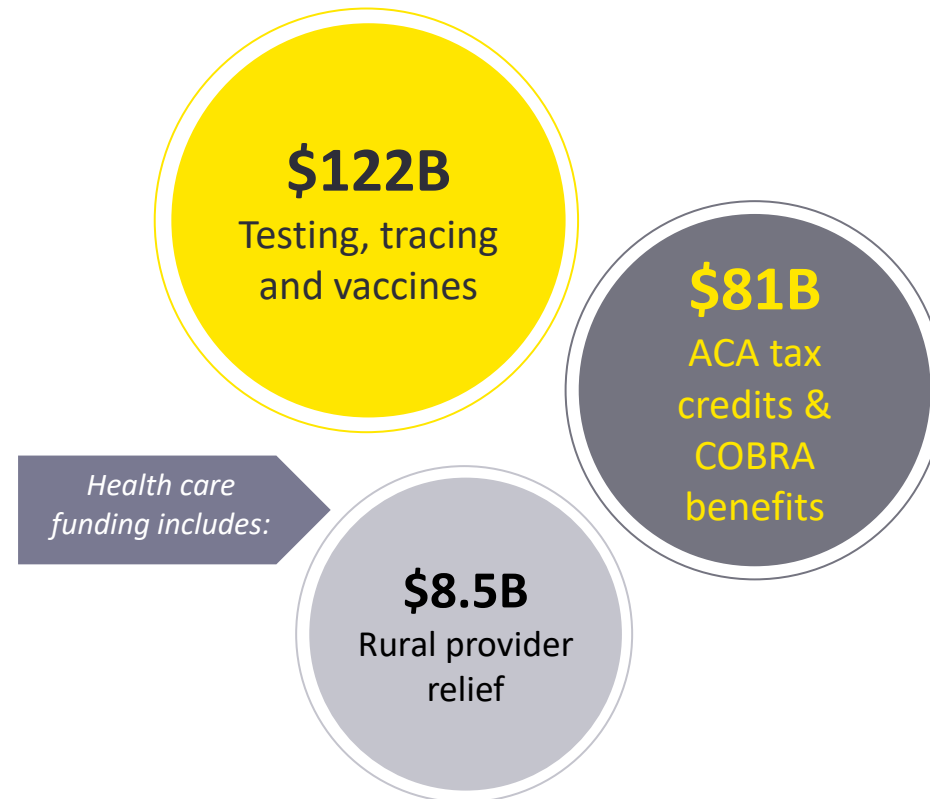 $122B
Testing, tracing
and vaccines
$81B
ACA tax
credits &
COBRA
benefits
Health care
funding includes:
$8.5B
Rural provider
relief